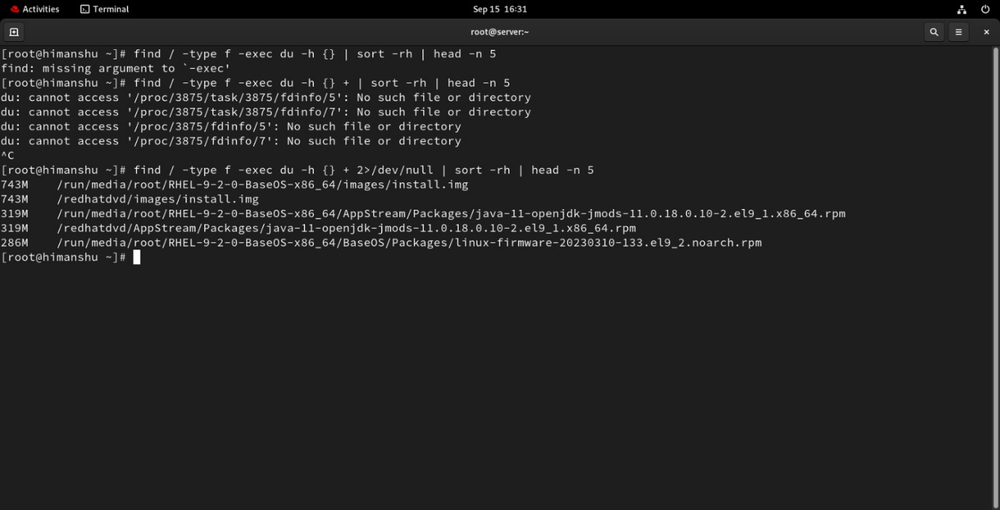 Activities Terminal Sep 15 16:31
root@server:~
[root@himanshu ~]# find / -type f -exec du -h {} | sort -rh | head -n 5
find: missing argument to `-exec'
[root@himanshu ~]# find / -type f -exec du -h {} + | sort -rh | head -n 5
du: cannot access '/proc/3875/task/3875/fdinfo/5': No such file or directory
du: cannot access '/proc/3875/task/3875/fdinfo/7': No such file or directory
du: cannot access '/proc/3875/fdinfo/5': No such file or directory
du: cannot access '/proc/3875/fdinfo/7': No such file or directory
^C
[root@himanshu ~]# find / -type f -exec du -h {} + 2>/dev/null | sort -rh | head -n 5
743M    /run/media/root/RHEL-9-2-0-BaseOS-x86_64/images/install.img
743M    /redhatdvd/images/install.img
319M    /run/media/root/RHEL-9-2-0-BaseOS-x86_64/AppStream/Packages/java-11-openjdk-jmods-11.0.18.0.10-2.el9_1.x86_64.rpm
319M    /redhatdvd/AppStream/Packages/java-11-openjdk-jmods-11.0.18.0.10-2.el9_1.x86_64.rpm
286M    /run/media/root/RHEL-9-2-0-BaseOS-x86_64/BaseOS/Packages/linux-firmware-20230310-133.el9_2.noarch.rpm
[root@himanshu ~]#